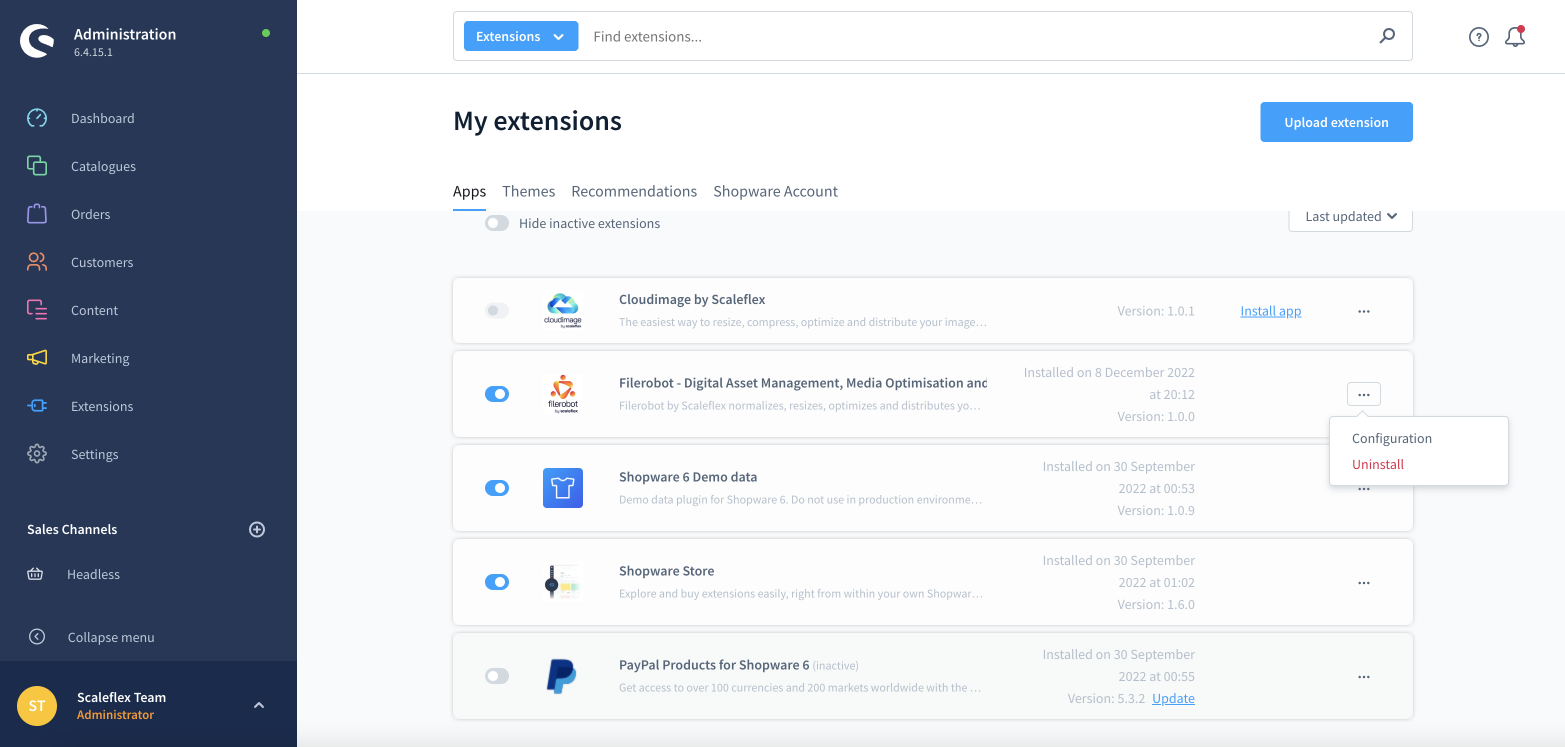 Administration
6.4.15.1
Dashboard
Catalogues
Orders
Customers
Content
Marketing
Extensions
Settings
Sales Channels
Headless
Collapse menu
ST
Scaleflex Team
Administrator
Extensions
Find extensions...
My extensions
Upload extension
Apps Themes Recommendations Shopware Account
Hide inactive extensions
Last updated
cloudimage
by scaleflex
Cloudimage by Scaleflex
The easiest way to resize, compress, optimize and distribute your image…
Version: 1.0.1
Install app
filerobot
by scaleflex
Filerobot - Digital Asset Management, Media Optimisation and
Filerobot by Scaleflex normalizes, resizes, optimizes and distributes yo…
Installed on 8 December 2022
at 20:12
Version: 1.0.0
Configuration
Uninstall
Shopware 6 Demo data
Demo data plugin for Shopware 6. Do not use in production environme…
Installed on 30 September
2022 at 00:53
Version: 1.0.9
Shopware Store
Explore and buy extensions easily, right from within your own Shopwar…
Installed on 30 September
2022 at 01:02
Version: 1.6.0
PayPal Products for Shopware 6 (inactive)
Get access to over 100 currencies and 200 markets worldwide with the …
Installed on 30 September
2022 at 00:55
Version: 5.3.2 Update